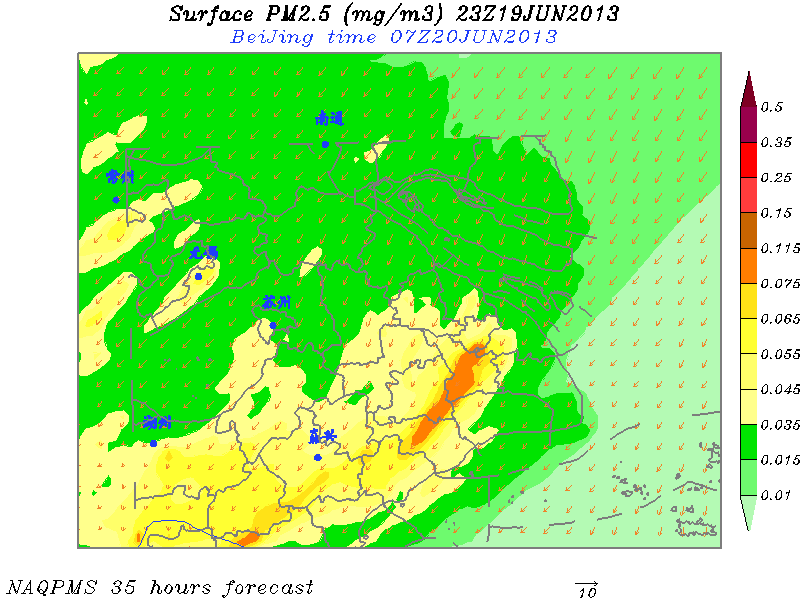 Surface PM2.5 (mg/m3) 23Z19JUN2013
BeiJing time 07Z20JUN2013
南通
常州
无锡
苏州
湖州
嘉兴
0.5
0.35
0.25
0.15
0.115
0.075
0.065
0.045
0.035
0.015
0.01
NAQPMS 35 hours forecast
10